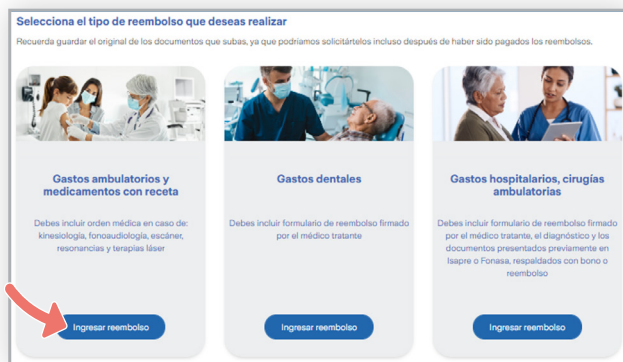 Selecciona el tipo de reembolso que deseas realizar
Recuerda guardar el original de los documentos que subas, ya que podríamos solicitártelos incluso después de haber sido pagados los reembolsos.
Gastos ambulatorios y
medicamentos con receta
Debes incluir orden médica en caso de:
kinesiología, fonoaudiología, escáner,
resonancias y terapias láser
Ingresar reembolso
Gastos dentales
Debes incluir formulario de reembolso firmado
por el médico tratante
Ingresar reembolso
Gastos hospitalarios, cirugías
ambulatorias
Debes incluir formulario de reembolso firmado
por el médico tratante, el diagnóstico y los
documentos presentados previamente en
Isapre o Fonasa, respaldados con bono o
reembolso
Ingresar reembolso